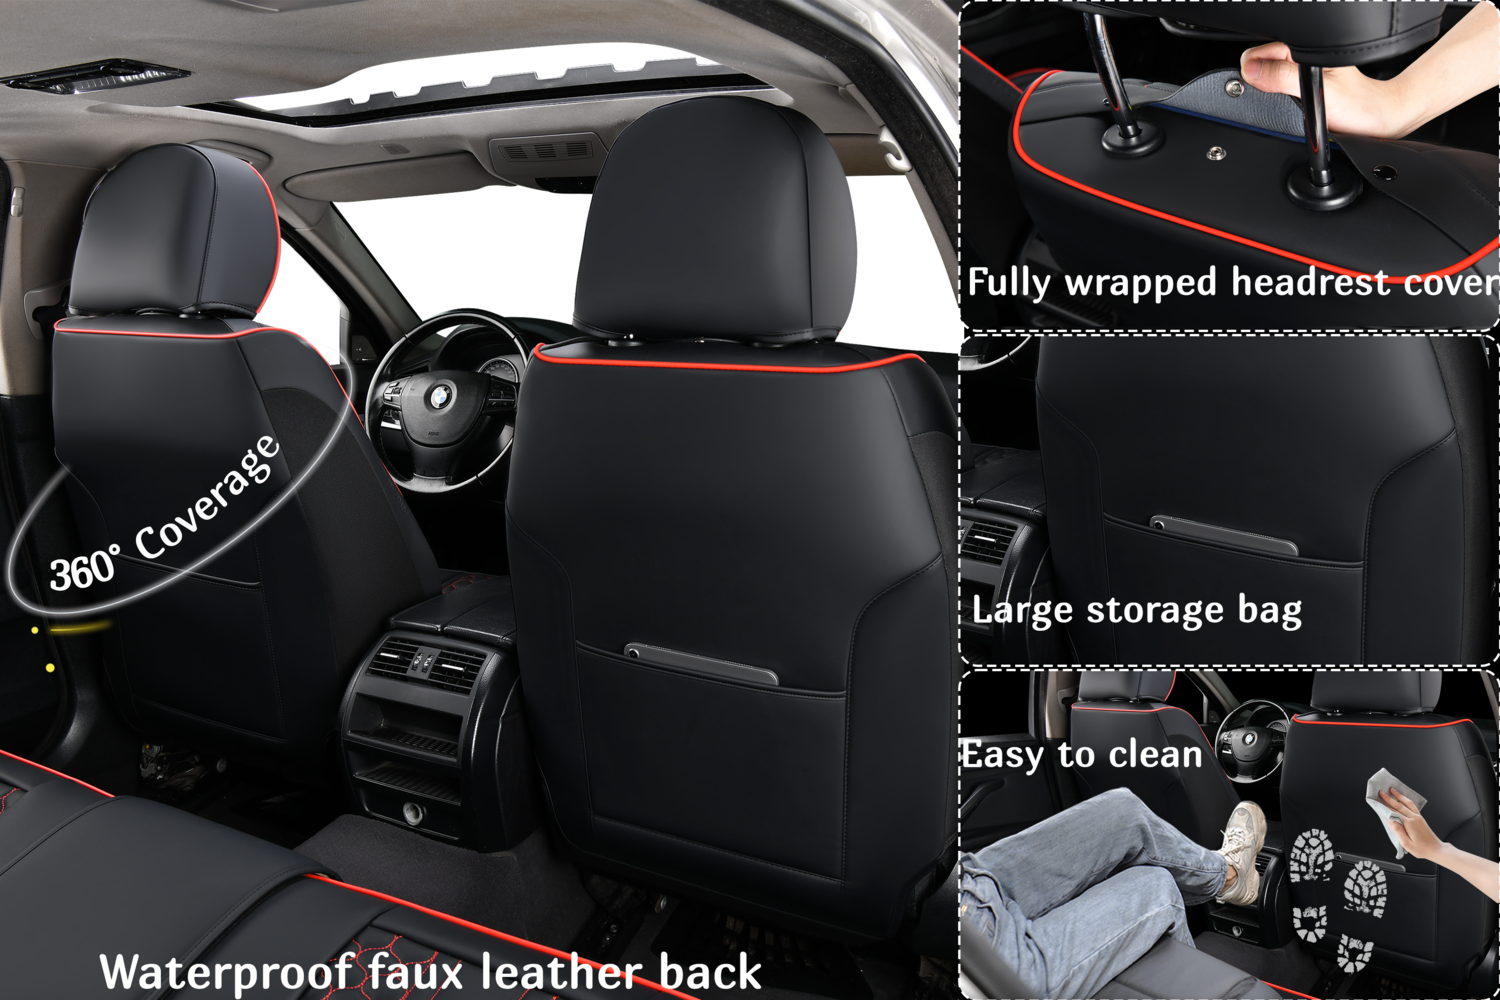 360° Coverage
Waterproof faux leather back
Fully wrapped headrest cover
Large storage bag
Easy to clean